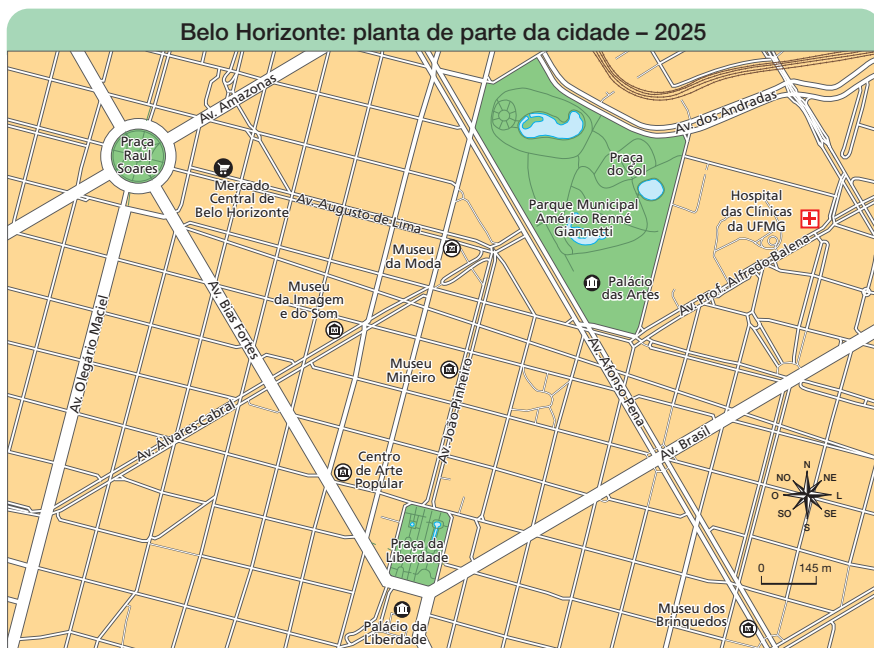 Belo Horizonte: planta de parte da cidade – 2025
Av. Amazonas
Av. dos Andradas
Praça
Raul
Soares
Mercado
Central de
Belo Horizonte
Av. Augusto de Lima
Praça
do Sol
Parque Municipal
Américo Renné
Giannetti
Hospital
das Clínicas
da UFMG
Museu
da Moda
Palácio
das Artes
Av. Prof. Alfredo Balena
Museu
da Imagem
e do Som
Av. Bias Fortes
Av. Olegário Maciel
Museu
Mineiro
Av. João Pinheiro
Av. Afonso Pena
Av. Álvares Cabral
Av. Brasil
Centro
de Arte
Popular
N
NO NE
O L
SO SE
S
Praça da
Liberdade
0 145 m
Palácio da
Liberdade
Museu dos
Brinquedos